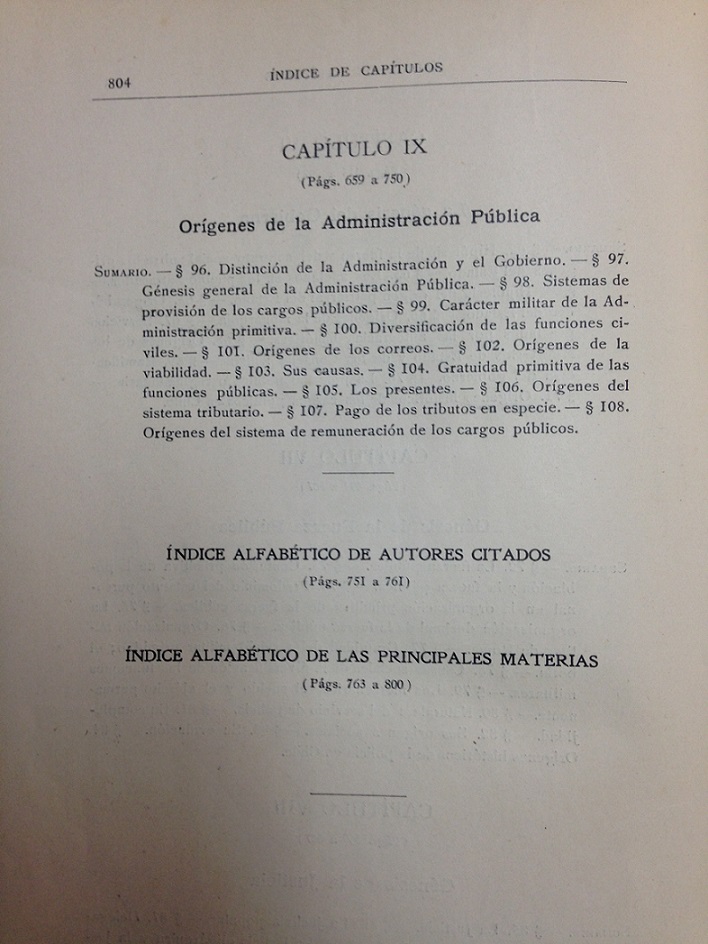 804
ÍNDICE DE CAPÍTULOS
CAPÍTULO IX
(Págs. 659 a 750)
Orígenes de la Administración Pública
SUMARIO. — § 96. Distinción de la Administración y el Gobierno. — § 97.
Génesis general de la Administración Pública. — § 98. Sistemas de
provisión de los cargos públicos. — § 99. Carácter militar de la Ad-
ministración primitiva. — § 100. Diversificación de las funciones ci-
viles. — § 101. Orígenes de los correos. — § 102. Orígenes de la
viabilidad. — § 103. Sus causas. — § 104. Gratuidad primitiva de las
funciones públicas. — § 105. Los presentes. — § 106. Orígenes del
sistema tributario. — § 107. Pago de los tributos en especie. — § 108.
Orígenes del sistema de remuneración de los cargos públicos.
ÍNDICE ALFABÉTICO DE AUTORES CITADOS
(Págs. 751 a 761)
ÍNDICE ALFABÉTICO DE LAS PRINCIPALES MATERIAS
(Págs. 763 a 800)